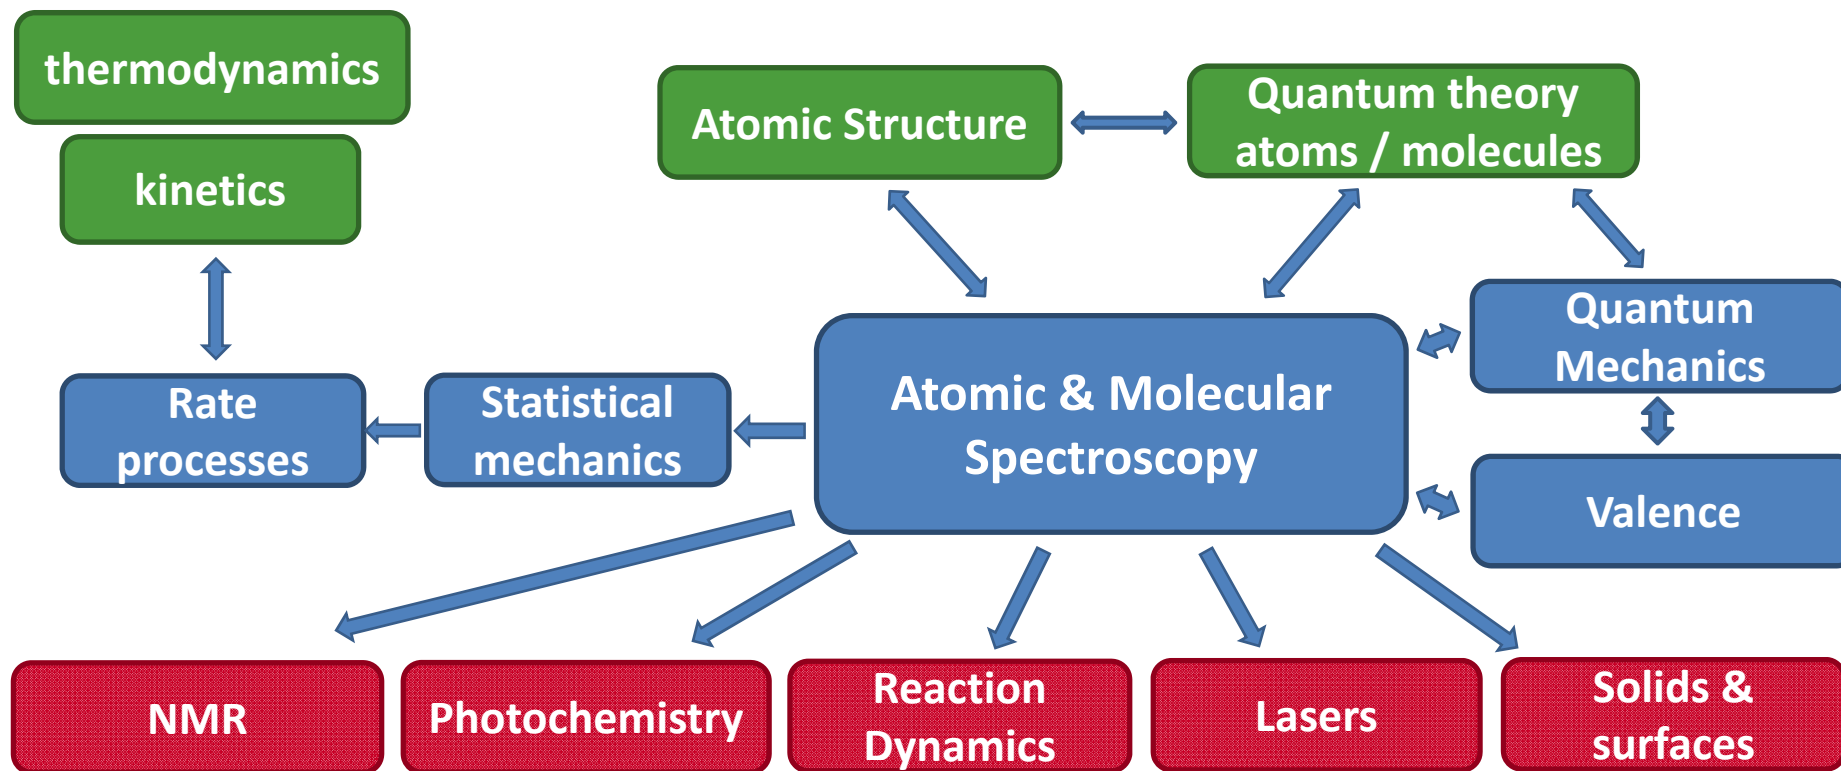 thermodynamics
kinetics
Atomic Structure
Quantum theory
atoms / molecules
Quantum
Mechanics
Rate
processes
Statistical
mechanics
Atomic & Molecular
Spectroscopy
Valence
NMR
Photochemistry
Reaction
Dynamics
Lasers
Solids &
surfaces